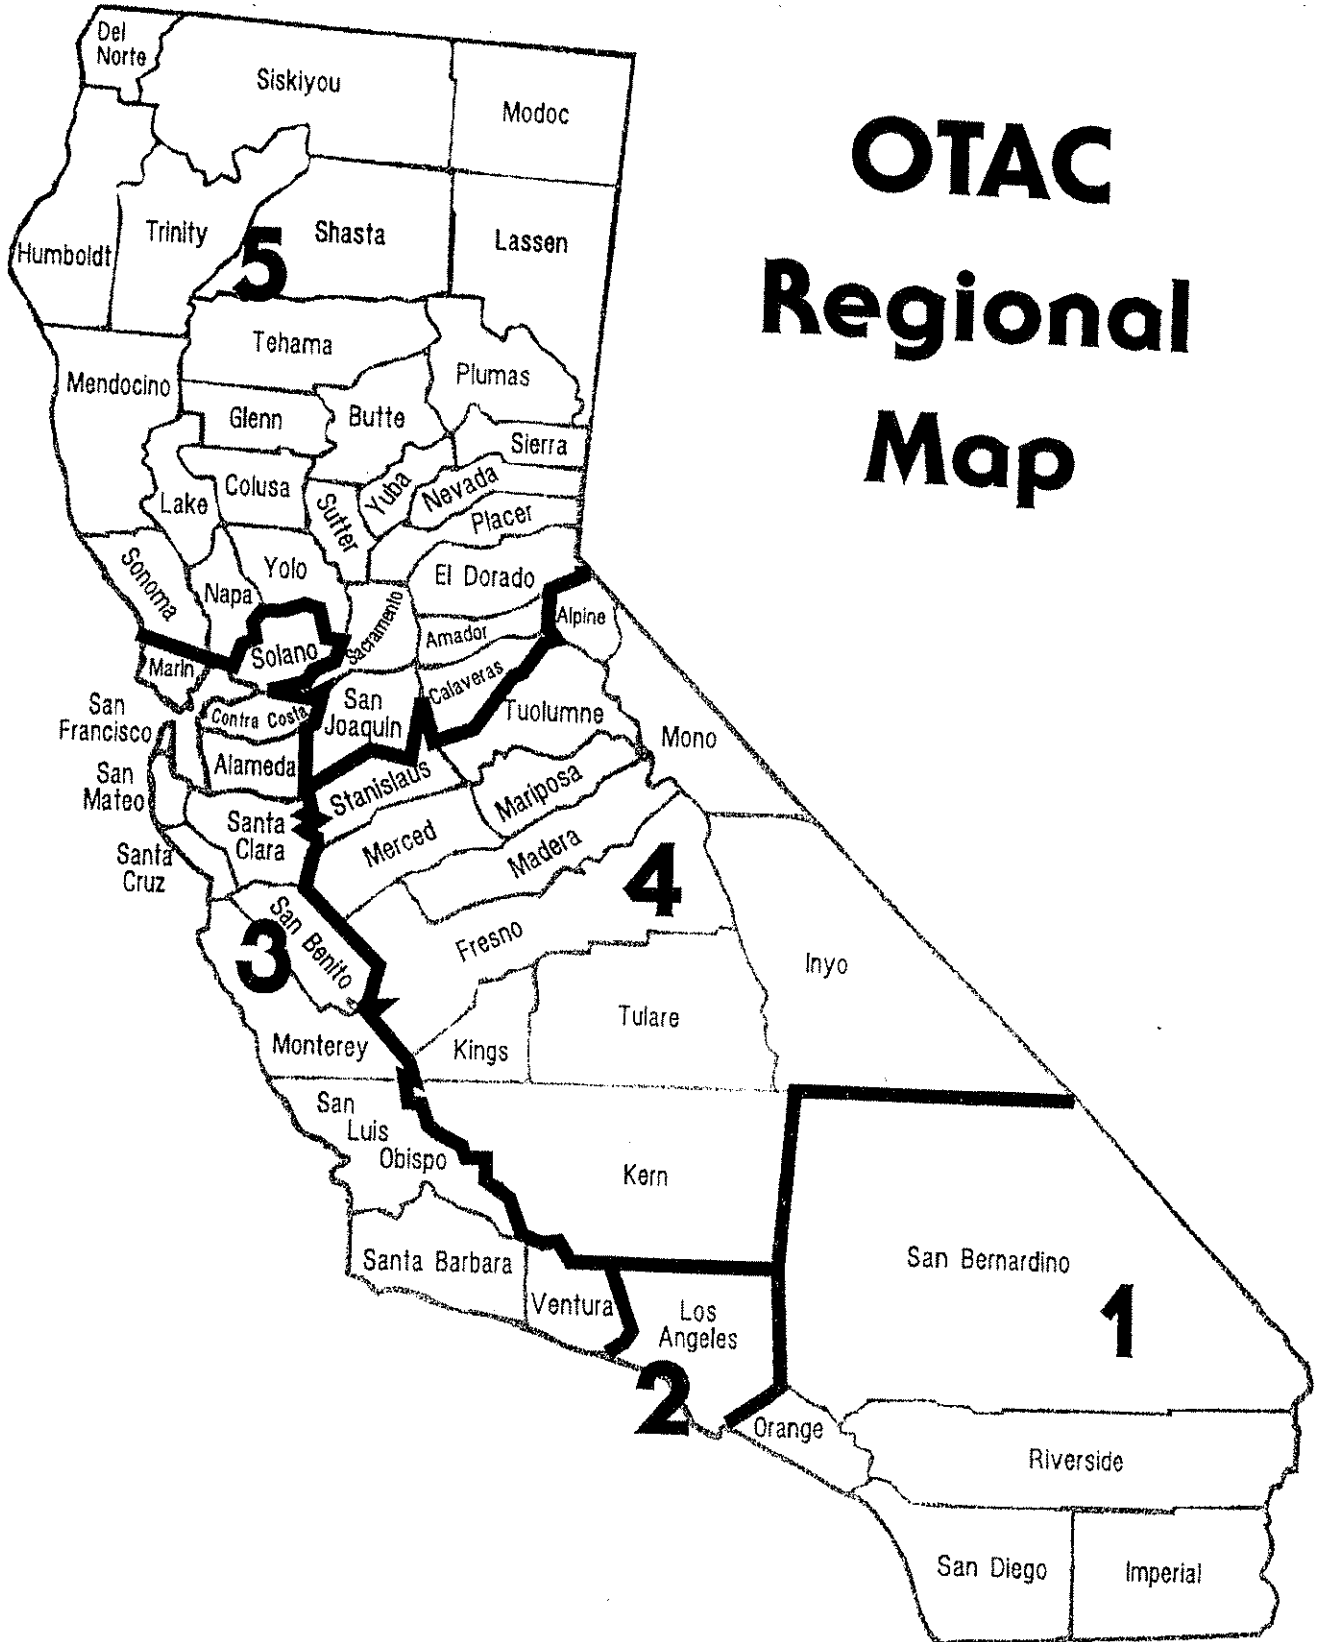 OTAC
Regional
Map
Del
Norte
Siskiyou
Modoc
Humboldt
Trinity
5
Shasta
Lassen
Tehama
Mendocino
Plumas
Glenn
Butte
Sierra
Lake
Colusa
Sutter
Yuba
Nevada
Placer
Sonoma
Napa
Yolo
El Dorado
Sacramento
Amador
Alpine
Marin
Solano
Calaveras
San
Francisco
Contra Costa
San
Joaquin
Tuolumne
Mono
San
Mateo
Alameda
Stanislaus
Mariposa
Santa
Clara
Merced
Madera
4
Santa
Cruz
San Benito
3
Fresno
Inyo
Monterey
Kings
Tulare
San
Luis
Obispo
Kern
Santa Barbara
Ventura
Los
Angeles
2
San Bernardino
1
Orange
Riverside
San Diego
Imperial